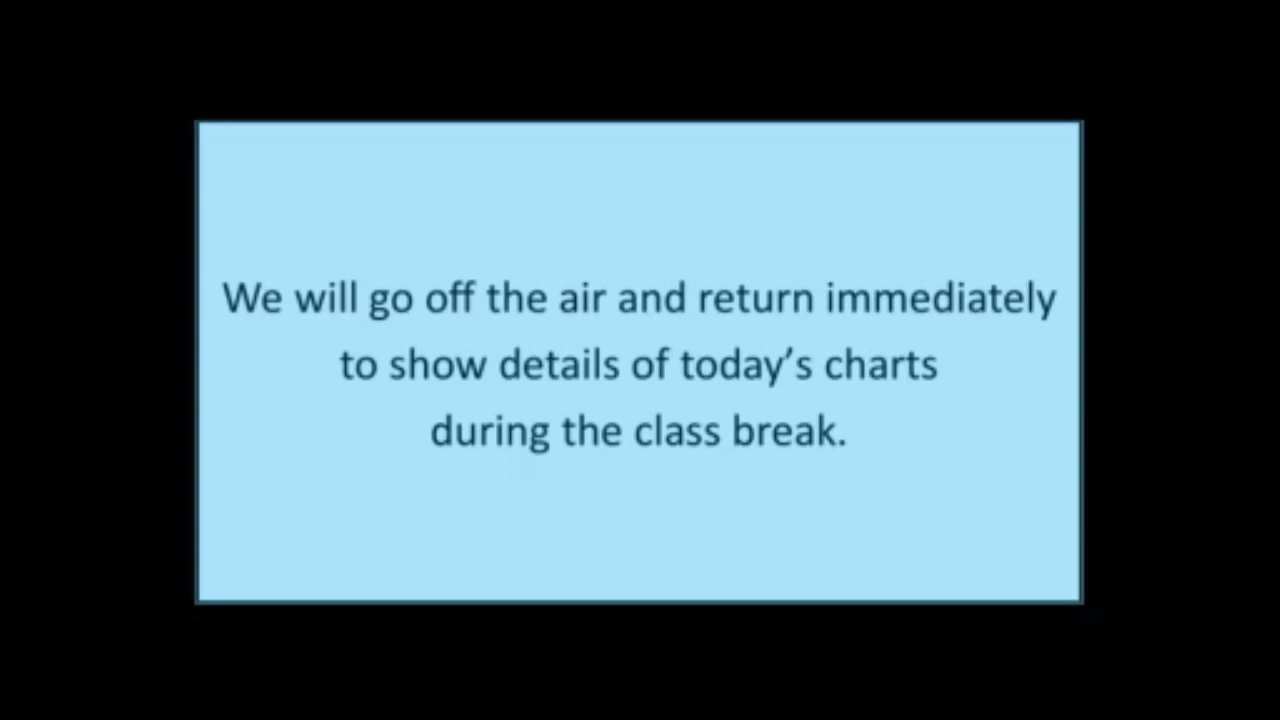 We will go off the air and return immediately
to show details of today’s charts
during the class break.